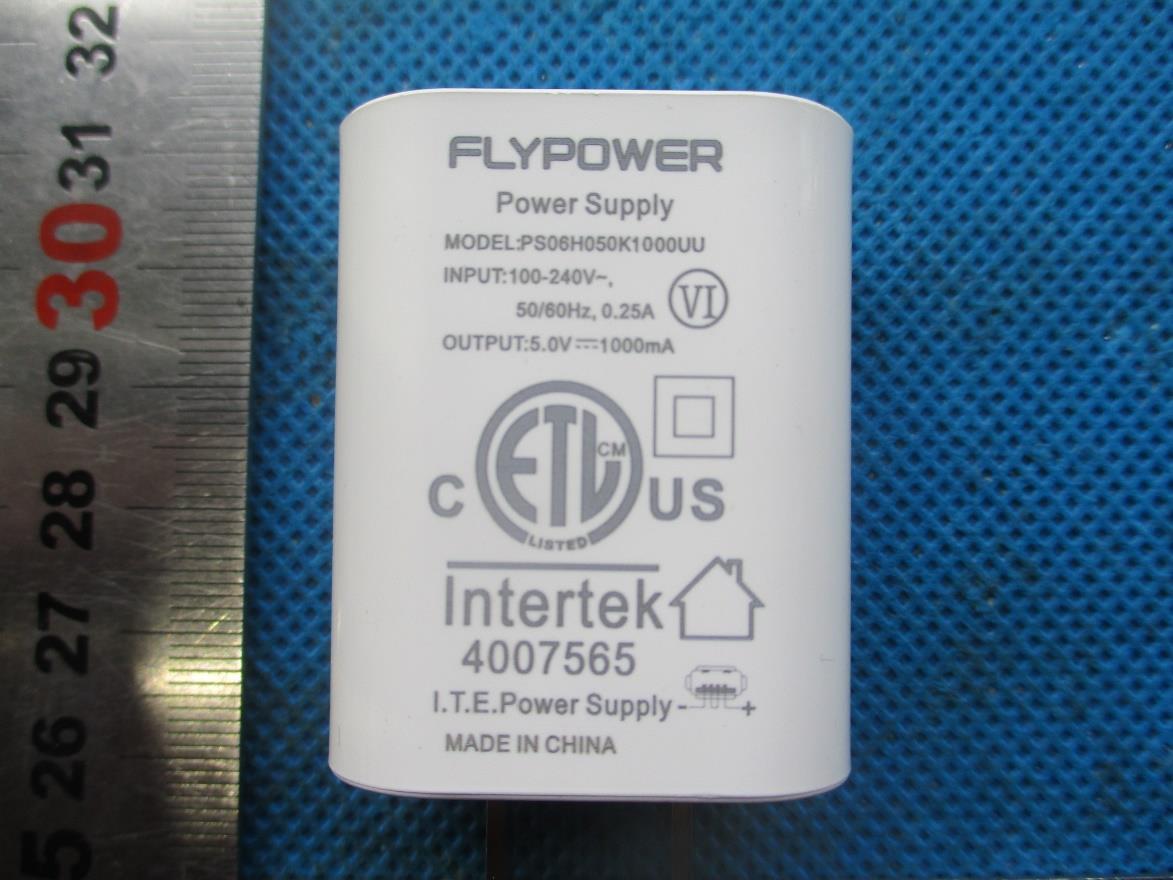 FLYPOWER
Power Supply
MODEL:PS06H050K1000UU
INPUT:100-240V~,
50/60Hz, 0.25A
VI
OUTPUT:5.0V⎓1000mA
C ETL CM US
LISTED
Intertek
4007565
I.T.E.Power Supply - +
MADE IN CHINA
32
31
30
29
28
27
26
5